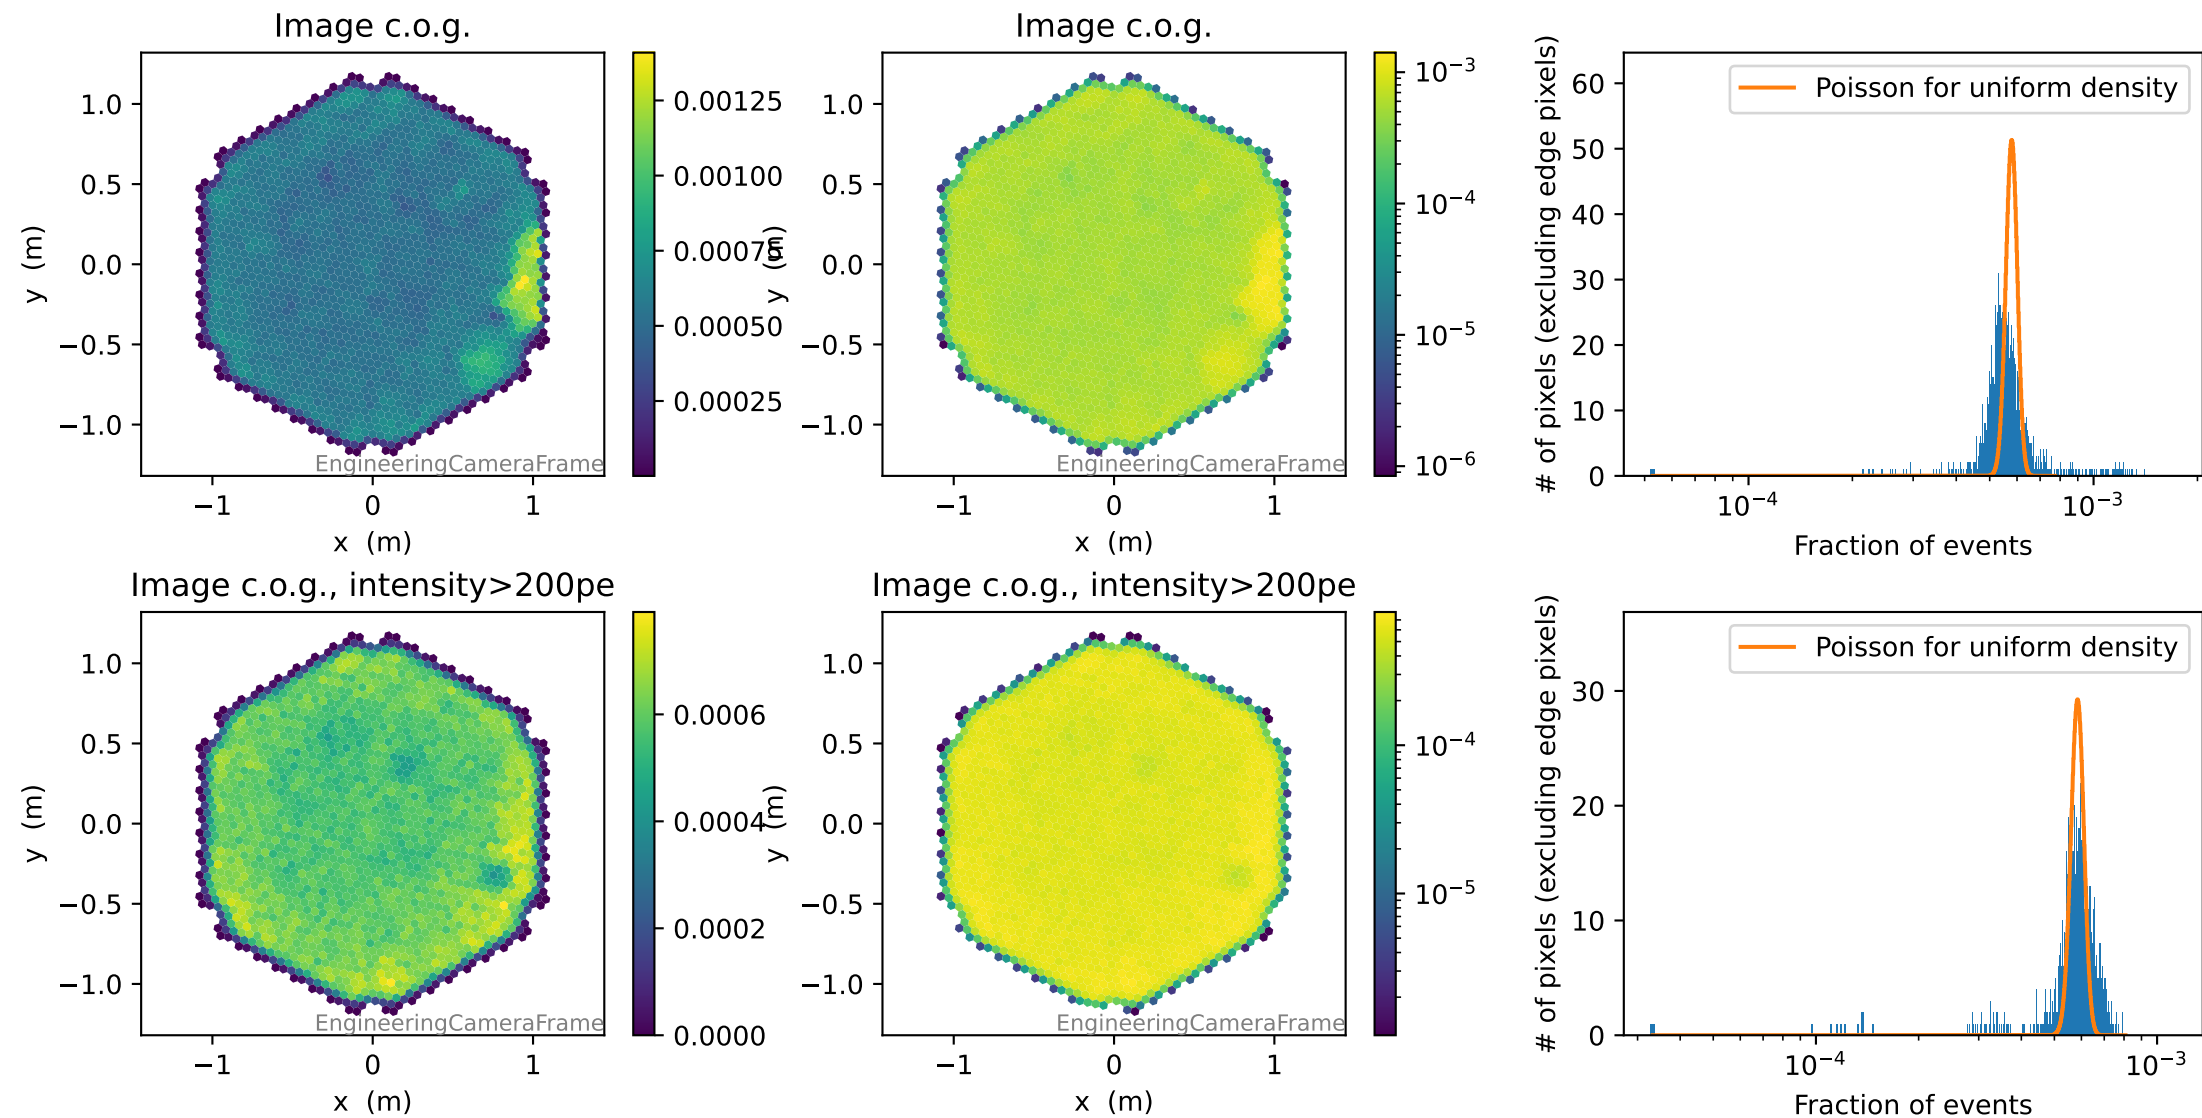 Image c.o.g.
y (m)
1.0
0.5
0.0
−0.5
−1.0
−1
0
1
x (m)
EngineeringCameraFrame
0.00125
0.00100
0.00075
0.00050
0.00025
Image c.o.g.
y (m)
1.0
0.5
0.0
−0.5
−1.0
−1
0
1
x (m)
EngineeringCameraFrame
10⁻³
10⁻⁴
10⁻⁵
10⁻⁶
# of pixels (excluding edge pixels)
60
50
40
30
20
10
0
Poisson for uniform density
10⁻⁴
10⁻³
Fraction of events
Image c.o.g., intensity>200pe
y (m)
1.0
0.5
0.0
−0.5
−1.0
−1
0
1
x (m)
EngineeringCameraFrame
0.0006
0.0004
0.0002
0.0000
Image c.o.g., intensity>200pe
y (m)
1.0
0.5
0.0
−0.5
−1.0
−1
0
1
x (m)
EngineeringCameraFrame
10⁻⁴
10⁻⁵
# of pixels (excluding edge pixels)
30
20
10
0
Poisson for uniform density
10⁻⁴
10⁻³
Fraction of events